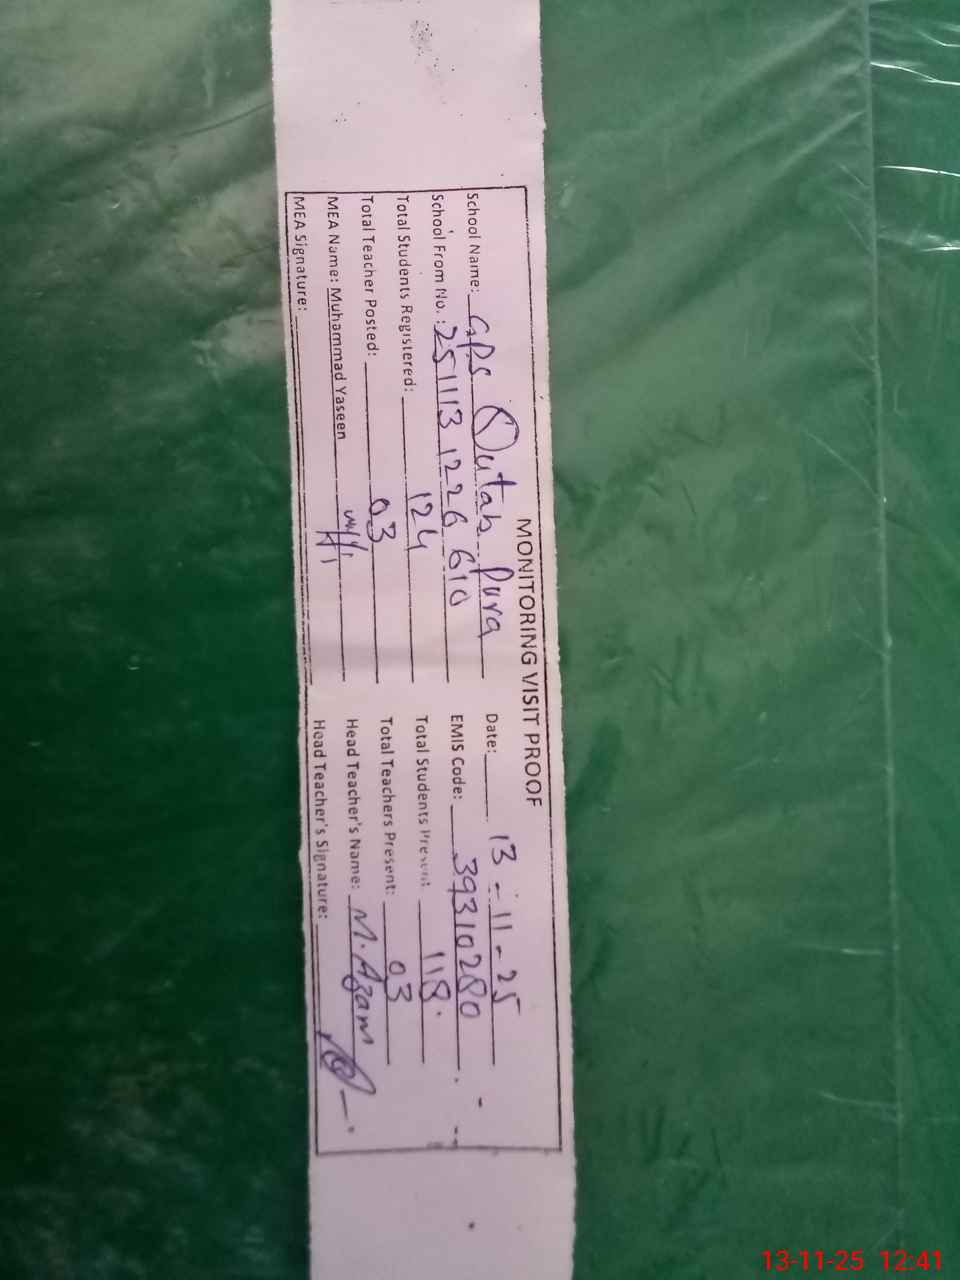 MONITORING VISIT PROOF
School Name: GPS Qutab Pura Date: 13-11-25
School From No.: 251113 1226 610 EMIS Code: 39310280
Total Students Registered: 124 Total Students Present: 118.
Total Teacher Posted: 03 Total Teachers Present: 03
MEA Name: Muhammad Yaseen Head Teacher's Name: M. Azam
MEA Signature: Head Teacher's Signature:
13-11-25 12:41